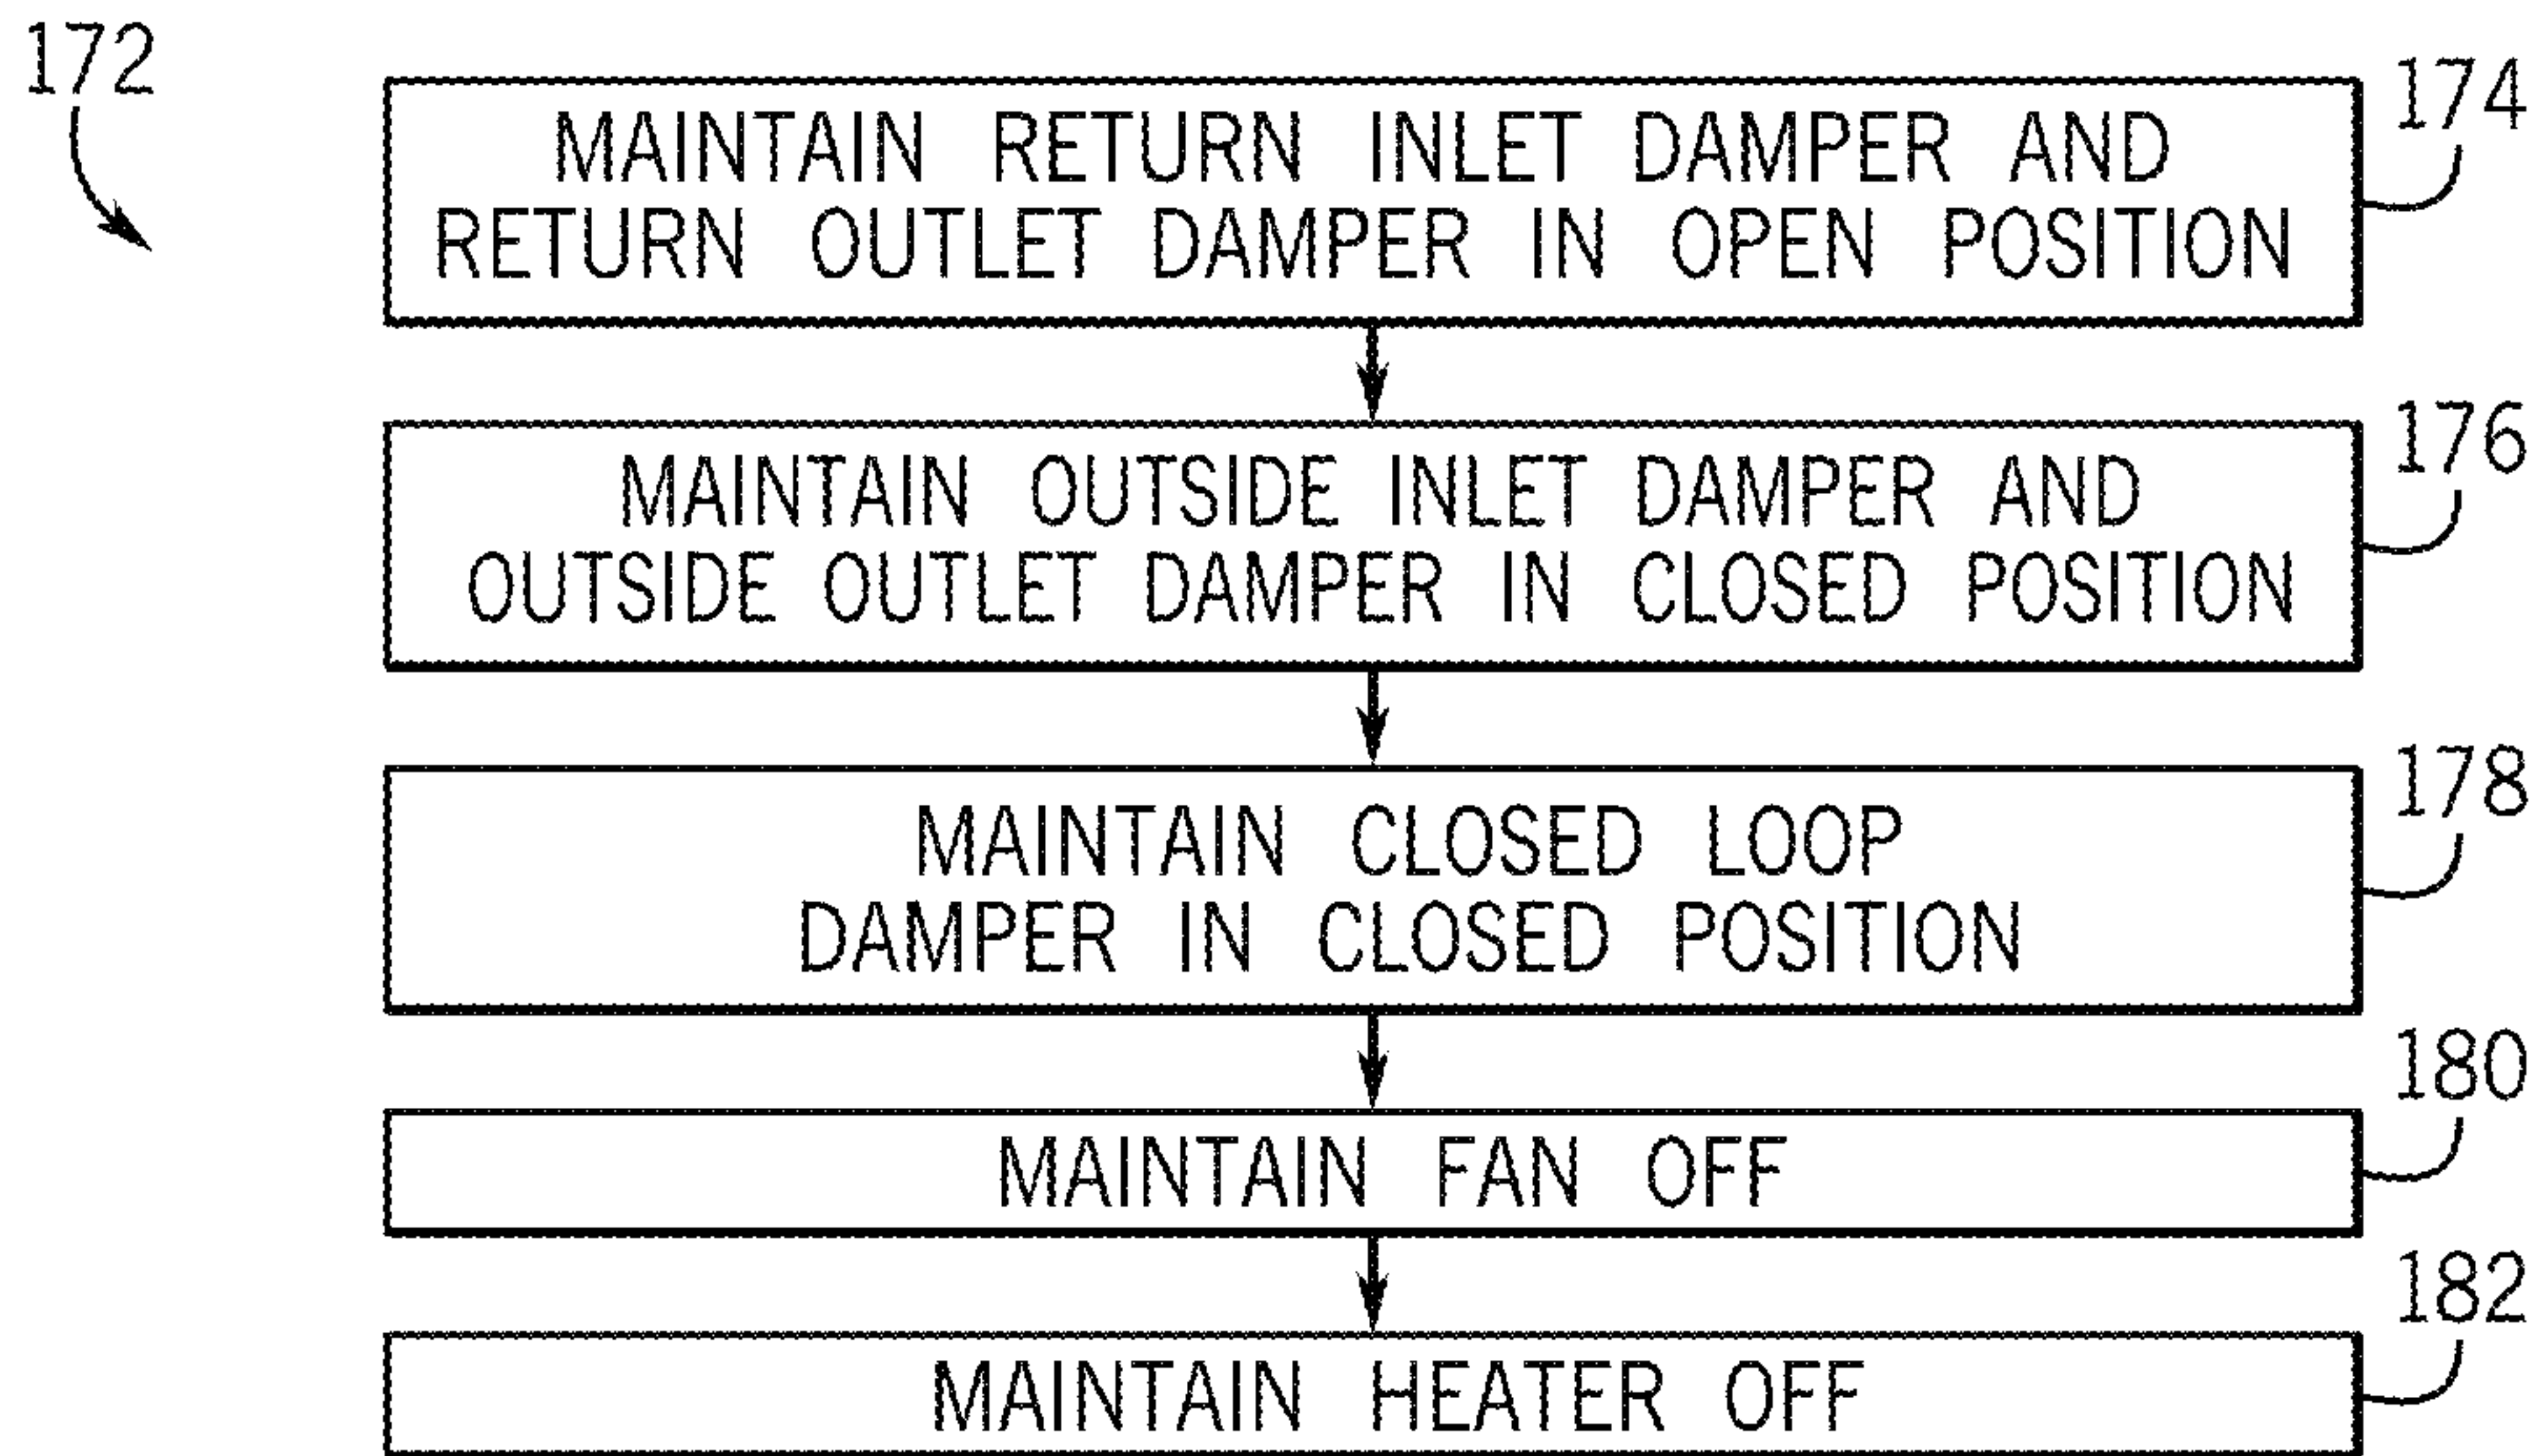 172
174
MAINTAIN RETURN INLET DAMPER AND
RETURN OUTLET DAMPER IN OPEN POSITION
176
MAINTAIN OUTSIDE INLET DAMPER AND
OUTSIDE OUTLET DAMPER IN CLOSED POSITION
178
MAINTAIN CLOSED LOOP
DAMPER IN CLOSED POSITION
180
MAINTAIN FAN OFF
182
MAINTAIN HEATER OFF